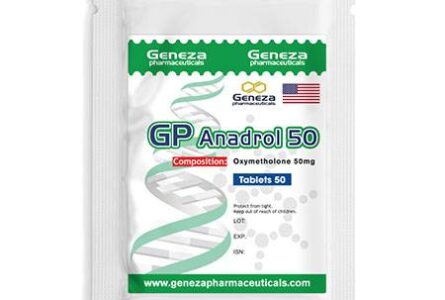 Geneza Geneza
pharmaceuticals pharmaceuticals
Geneza
pharmaceuticals
GP Anadrol 50
Composition: Oxymetholone 50mg
Tablets 50
Protect from light.
Keep out of reach of children.
LOT:
EXP.:
ISN:
www.genezapharmaceuticals.com